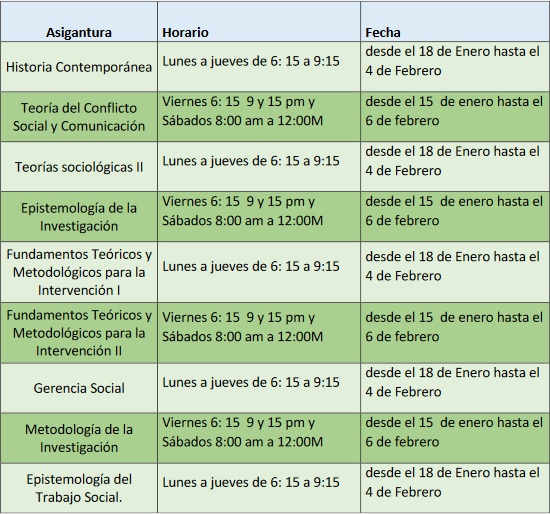 Asigantura Horario Fecha
Historia Contemporánea
Lunes a jueves de 6: 15 a 9:15
desde el 18 de Enero hasta el
4 de Febrero
Teoría del Conflicto
Social y Comunicación
Viernes 6: 15  9 y 15 pm y
Sábados 8:00 am a 12:00M
desde el 15  de enero hasta el
6 de febrero
Teorías sociológicas II
Lunes a jueves de 6: 15 a 9:15
desde el 18 de Enero hasta el
4 de Febrero
Epistemología de la
Investigación
Viernes 6: 15  9 y 15 pm y
Sábados 8:00 am a 12:00M
desde el 15  de enero hasta el
6 de febrero
Fundamentos Teóricos y
Metodológicos para la
Intervención I
Lunes a jueves de 6: 15 a 9:15
desde el 18 de Enero hasta el
4 de Febrero
Fundamentos Teóricos y
Metodológicos para la
Intervención II
Viernes 6: 15  9 y 15 pm y
Sábados 8:00 am a 12:00M
desde el 15  de enero hasta el
6 de febrero
Gerencia Social
Lunes a jueves de 6: 15 a 9:15
desde el 18 de Enero hasta el
4 de Febrero
Metodología de la
Investigación
Viernes 6: 15  9 y 15 pm y
Sábados 8:00 am a 12:00M
desde el 15  de enero hasta el
6 de febrero
Epistemología del
Trabajo Social.
Lunes a jueves de 6: 15 a 9:15
desde el 18 de Enero hasta el
4 de Febrero